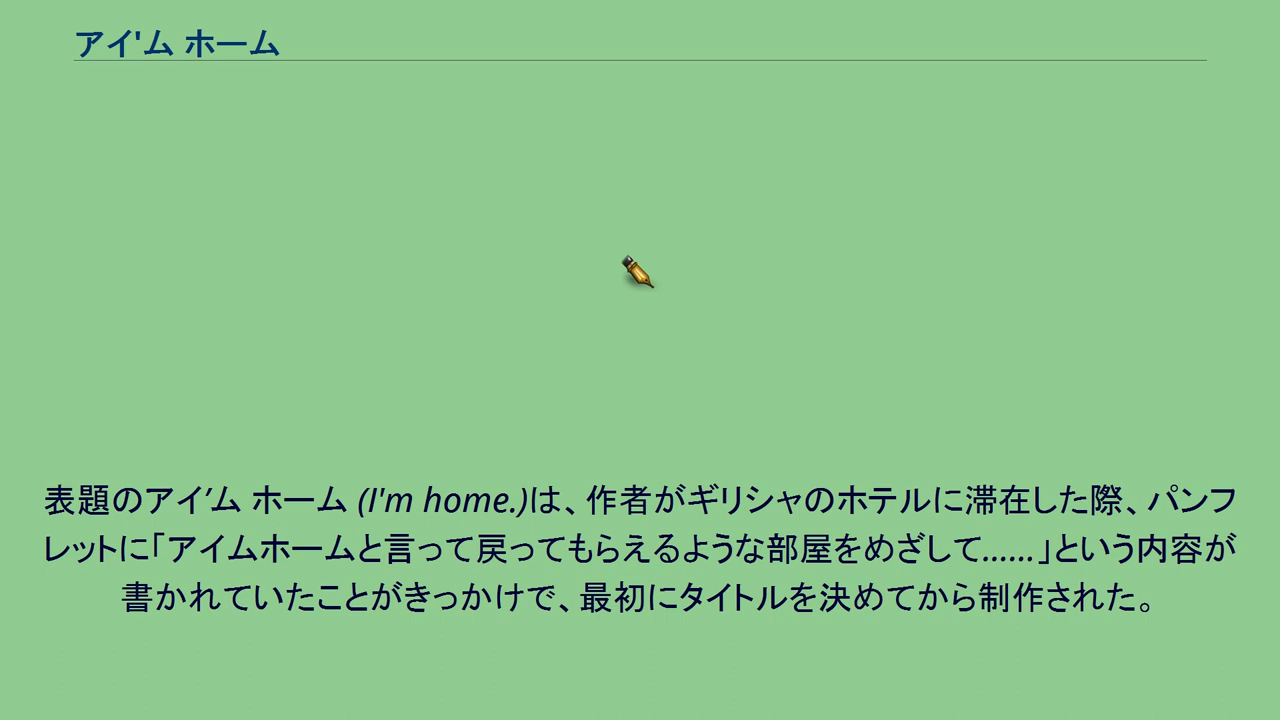 アイ'ム ホーム
表題のアイ′ム ホーム (I'm home.)は、作者がギリシャのホテルに滞在した際、パンフ
レットに「アイムホームと言って戻ってもらえるような部屋をめざして……」という内容が
書かれていたことがきっかけで、最初にタイトルを決めてから制作された。